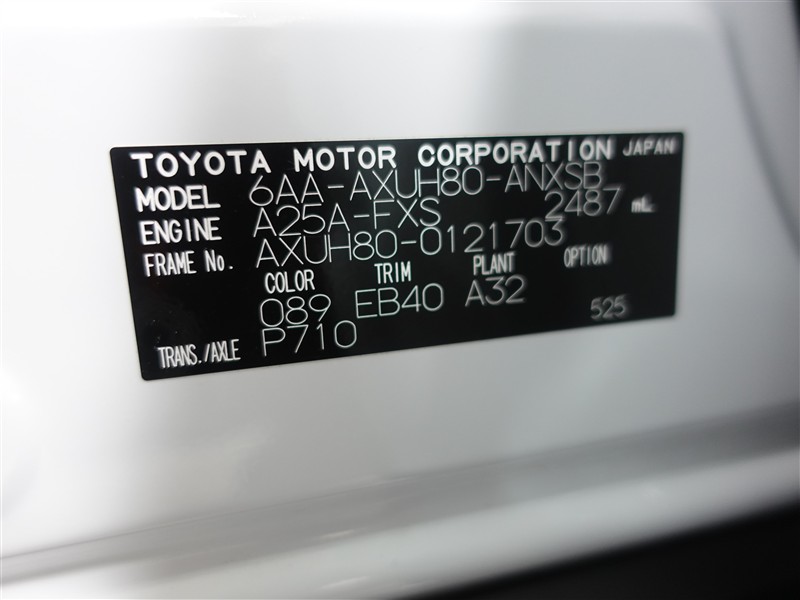 TOYOTA MOTOR CORPORATION JAPAN
MODEL 6AA-AXUH80-ANXSB
ENGINE A25A-FXS 2487 mL
FRAME No. AXUH80-0121703
COLOR TRIM PLANT OPTION
089 EB40 A32
TRANS./AXLE P710 525